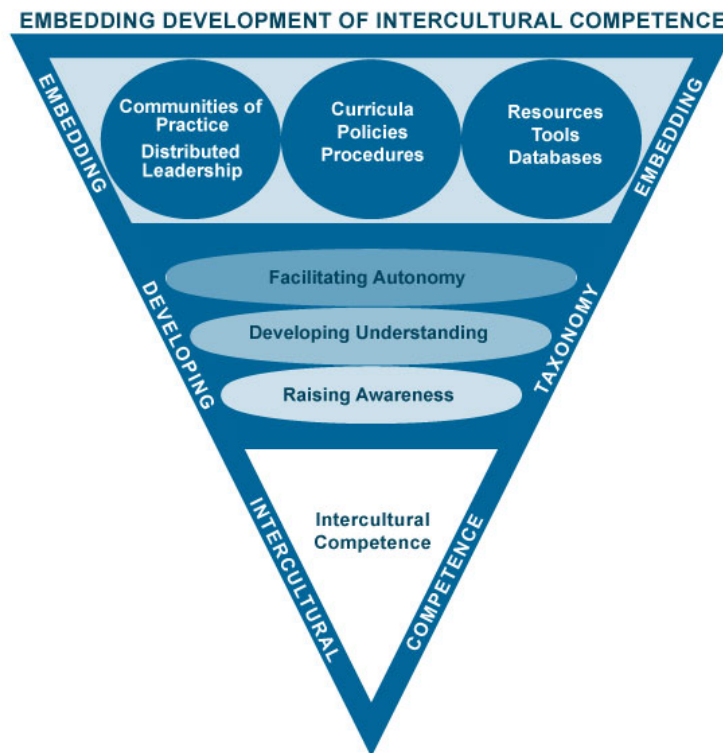 EMBEDDING DEVELOPMENT OF INTERCULTURAL COMPETENCE
EMBEDDING
Communities of
Practice
Distributed
Leadership
Curricula
Policies
Procedures
Resources
Tools
Databases
EMBEDDING
DEVELOPING
Facilitating Autonomy
Developing Understanding
Raising Awareness
TAXONOMY
INTERCULTURAL
Intercultural
Competence
COMPETENCE